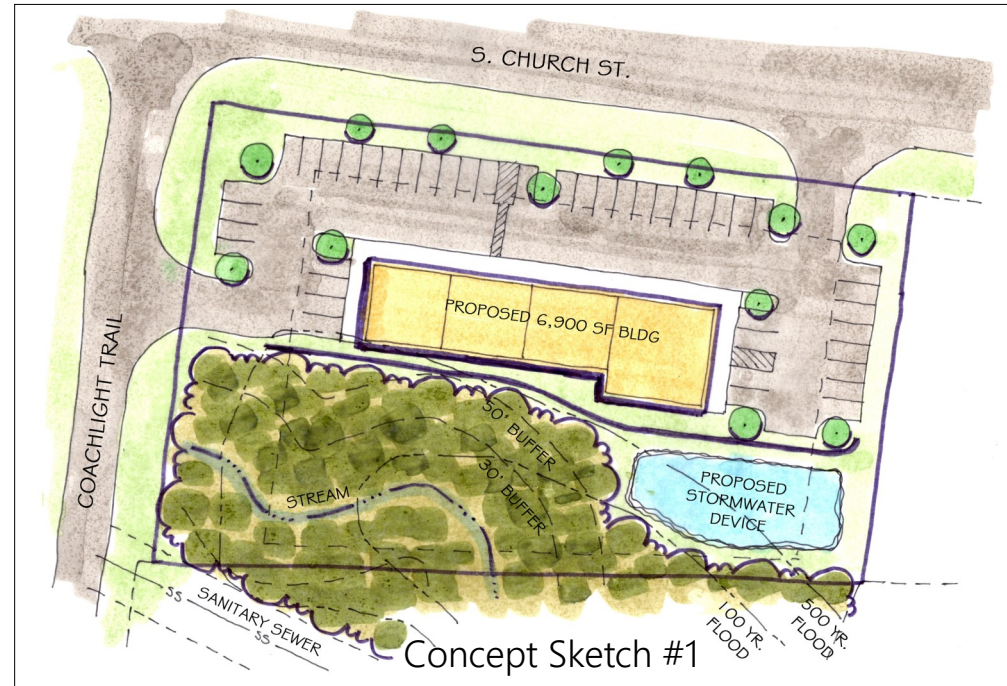 S. CHURCH ST.
COACHLIGHT TRAIL
PROPOSED 6,900 SF BLDG
50' BUFFER
30' BUFFER
STREAM
PROPOSED
STORMWATER
DEVICE
SS
SANITARY SEWER
SS
100 YR.
FLOOD
500 YR.
FLOOD
Concept Sketch #1